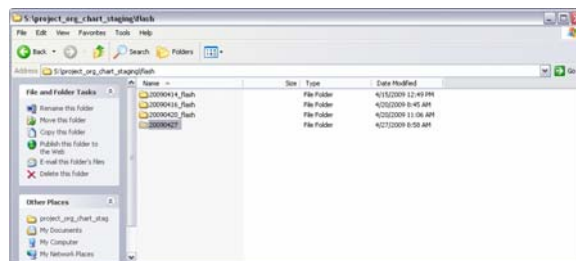 S:\project_org_chart_staging\flash
File Edit View Favorites Tools Help
Back Search Folders
Address S:\project_org_chart_staging\flash Go
Name Size Type Date Modified
20090414_flash File Folder 4/15/2009 12:49 PM
20090416_flash File Folder 4/20/2009 8:45 AM
20090420_flash File Folder 4/20/2009 11:06 AM
20090427 File Folder 4/27/2009 8:58 AM
File and Folder Tasks
Rename this folder
Move this folder
Copy this folder
Publish this folder to
the Web
E-mail this folder's files
Delete this folder
Other Places
project_org_chart_stag
My Documents
My Computer
My Network Places